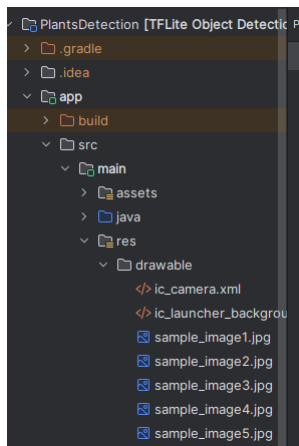 PlantsDetection [TFLite Object Detectic
.gradle
.idea
app
build
src
main
assets
java
res
drawable
ic_camera.xml
ic_launcher_backgrou
sample_image1.jpg
sample_image2.jpg
sample_image3.jpg
sample_image4.jpg
sample_image5.jpg